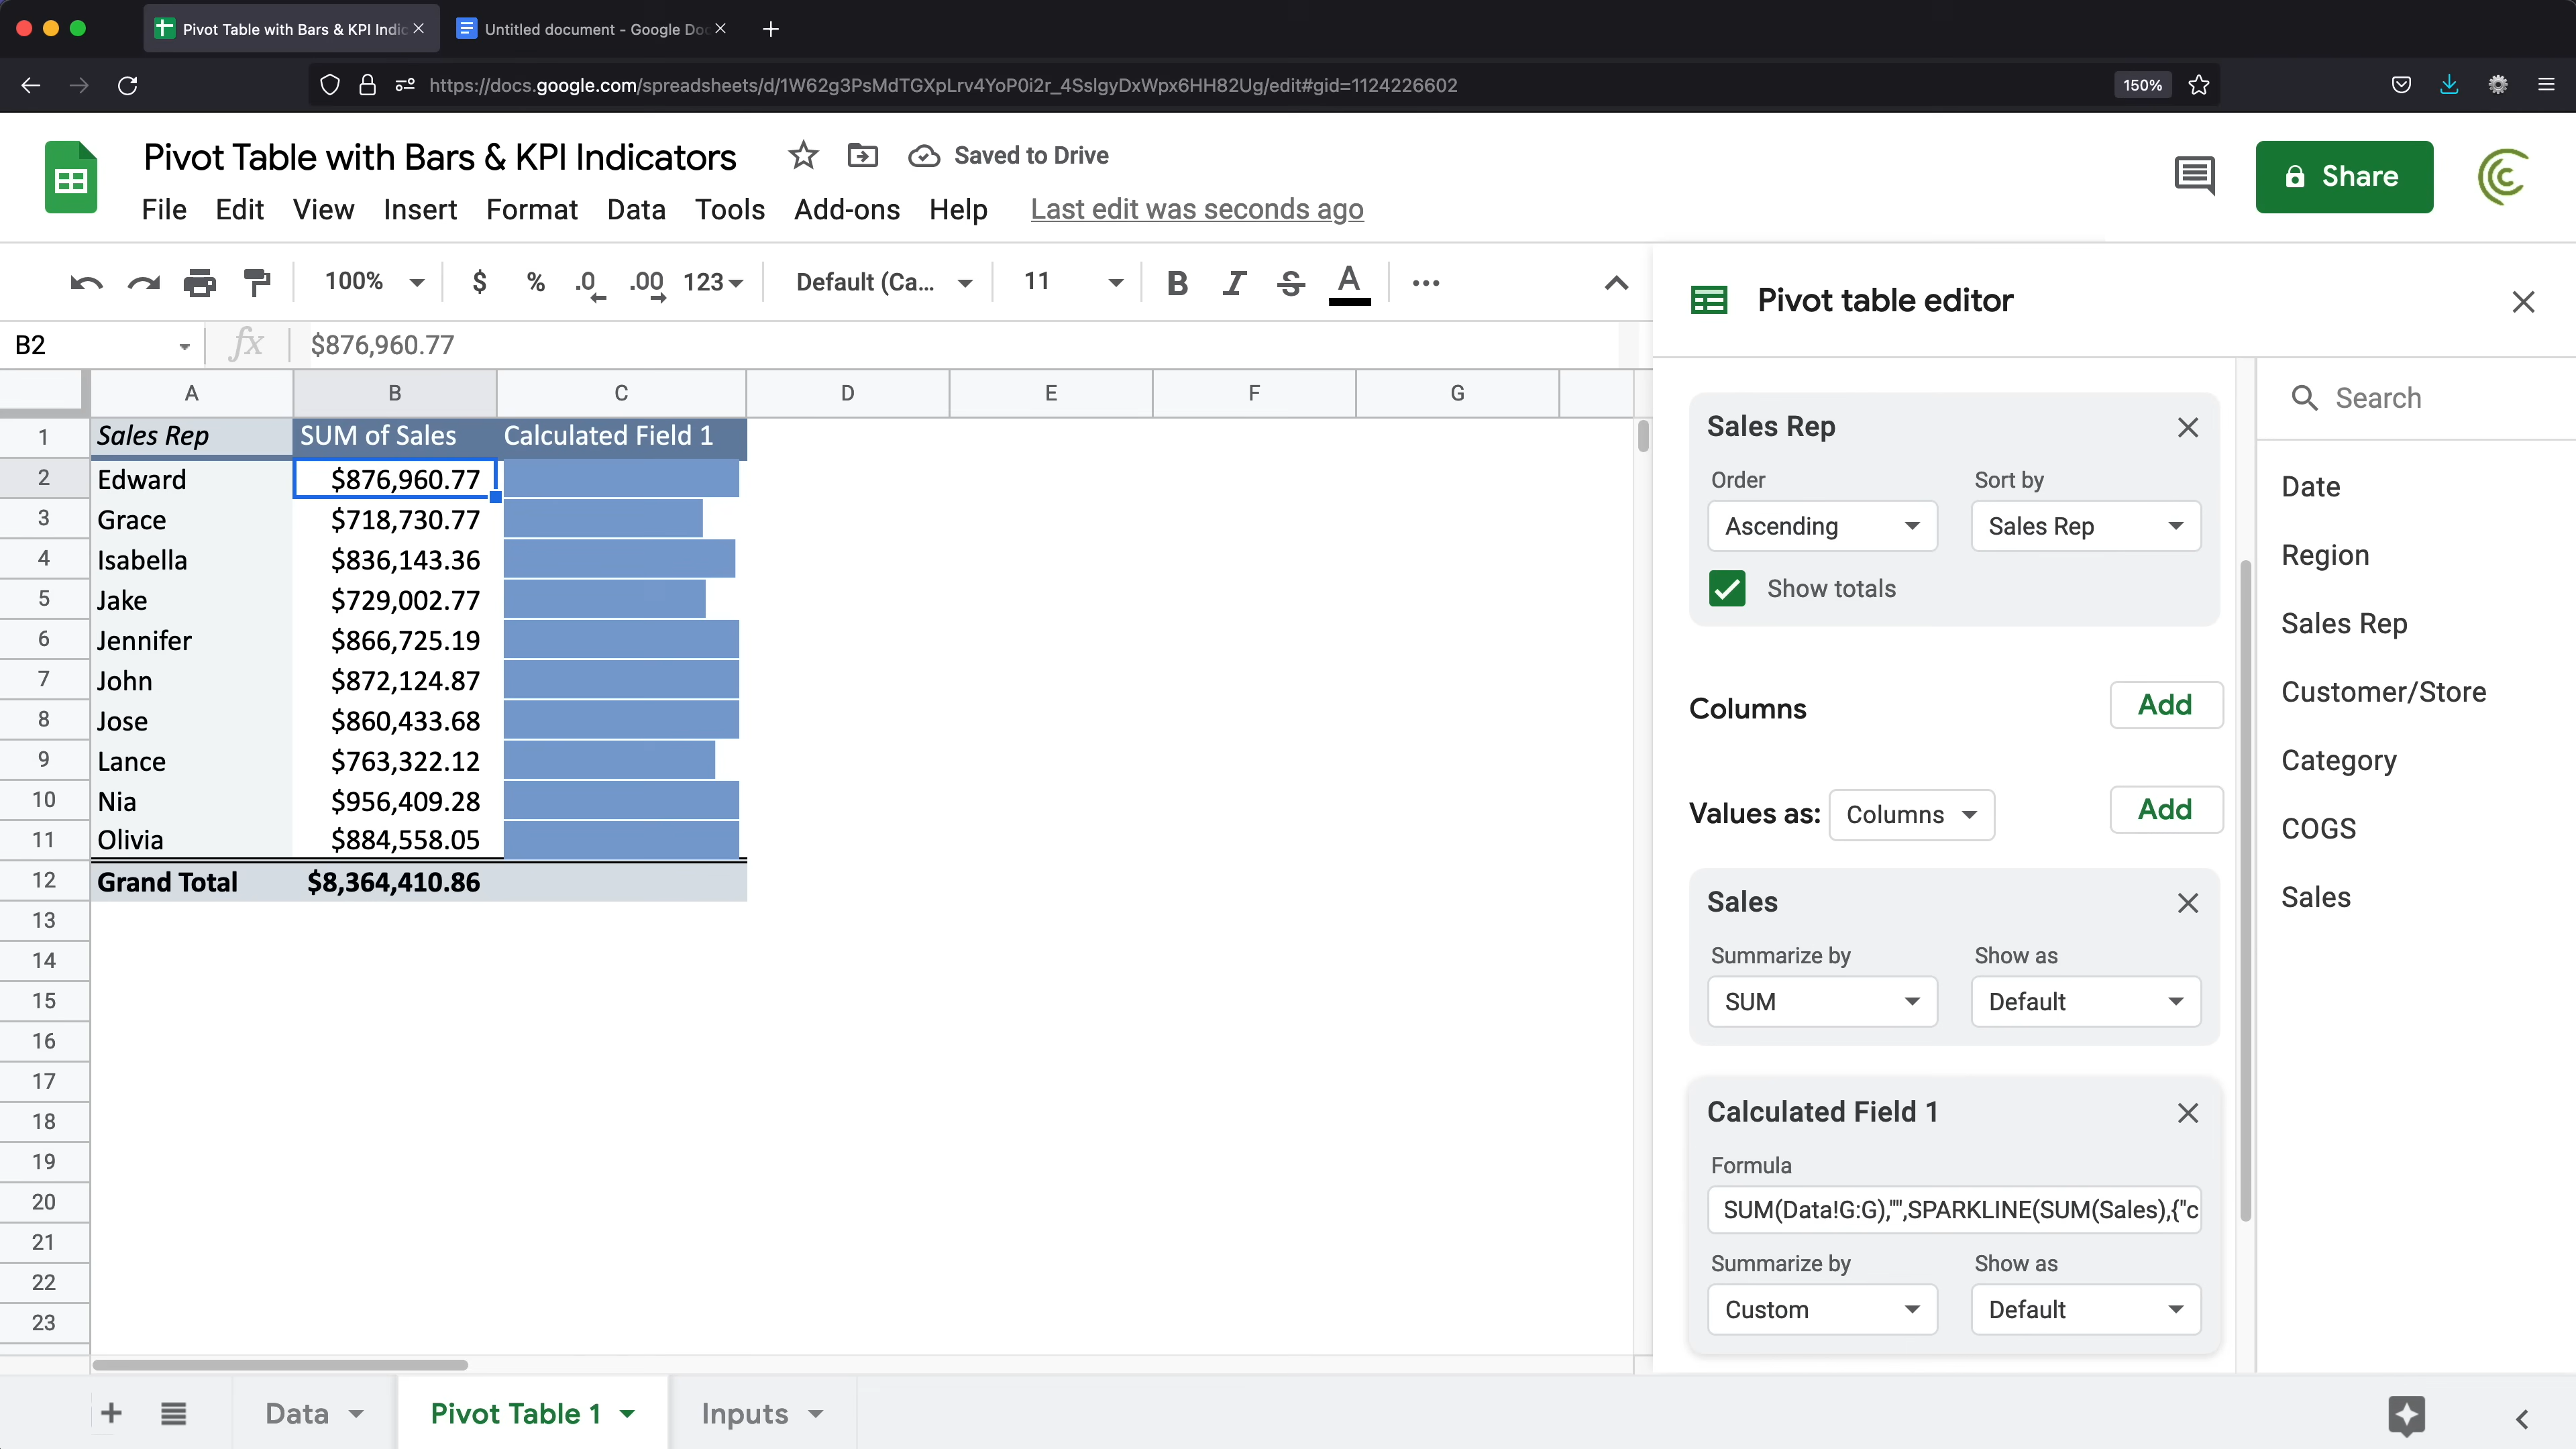 Pivot Table with Bars & KPI Indic
Untitled document - Google Doc
https://docs.google.com/spreadsheets/d/1W62g3PsMdTGXpLrv4YoP0i2r_4SslgyDxWpx6HH82Ug/edit#gid=1124226602
150%
Pivot Table with Bars & KPI Indicators
Saved to Drive
File Edit View Insert Format Data Tools Add-ons Help Last edit was seconds ago
Share
100% $ % .0 .00 123 Default (Ca... 11 B I S A
Pivot table editor
B2 fx $876,960.77
A B C D E F G
1 Sales Rep SUM of Sales Calculated Field 1
2 Edward $876,960.77
3 Grace $718,730.77
4 Isabella $836,143.36
5 Jake $729,002.77
6 Jennifer $866,725.19
7 John $872,124.87
8 Jose $860,433.68
9 Lance $763,322.12
10 Nia $956,409.28
11 Olivia $884,558.05
12 Grand Total $8,364,410.86
13
14
15
16
17
18
19
20
21
22
23
Sales Rep
Order Sort by
Ascending Sales Rep
Show totals
Columns Add
Values as: Columns Add
Sales
Summarize by Show as
SUM Default
Calculated Field 1
Formula
SUM(Data!G:G),"",SPARKLINE(SUM(Sales),{"c
Summarize by Show as
Custom Default
Search
Date
Region
Sales Rep
Customer/Store
Category
COGS
Sales
Data Pivot Table 1 Inputs